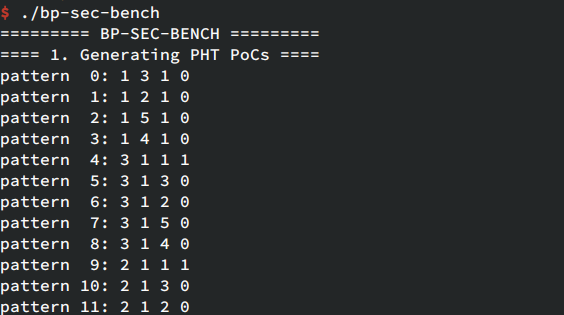 $ ./bp-sec-bench
========= BP-SEC-BENCH =========
==== 1. Generating PHT PoCs ====
pattern  0: 1 3 1 0
pattern  1: 1 2 1 0
pattern  2: 1 5 1 0
pattern  3: 1 4 1 0
pattern  4: 3 1 1 1
pattern  5: 3 1 3 0
pattern  6: 3 1 2 0
pattern  7: 3 1 5 0
pattern  8: 3 1 4 0
pattern  9: 2 1 1 1
pattern 10: 2 1 3 0
pattern 11: 2 1 2 0